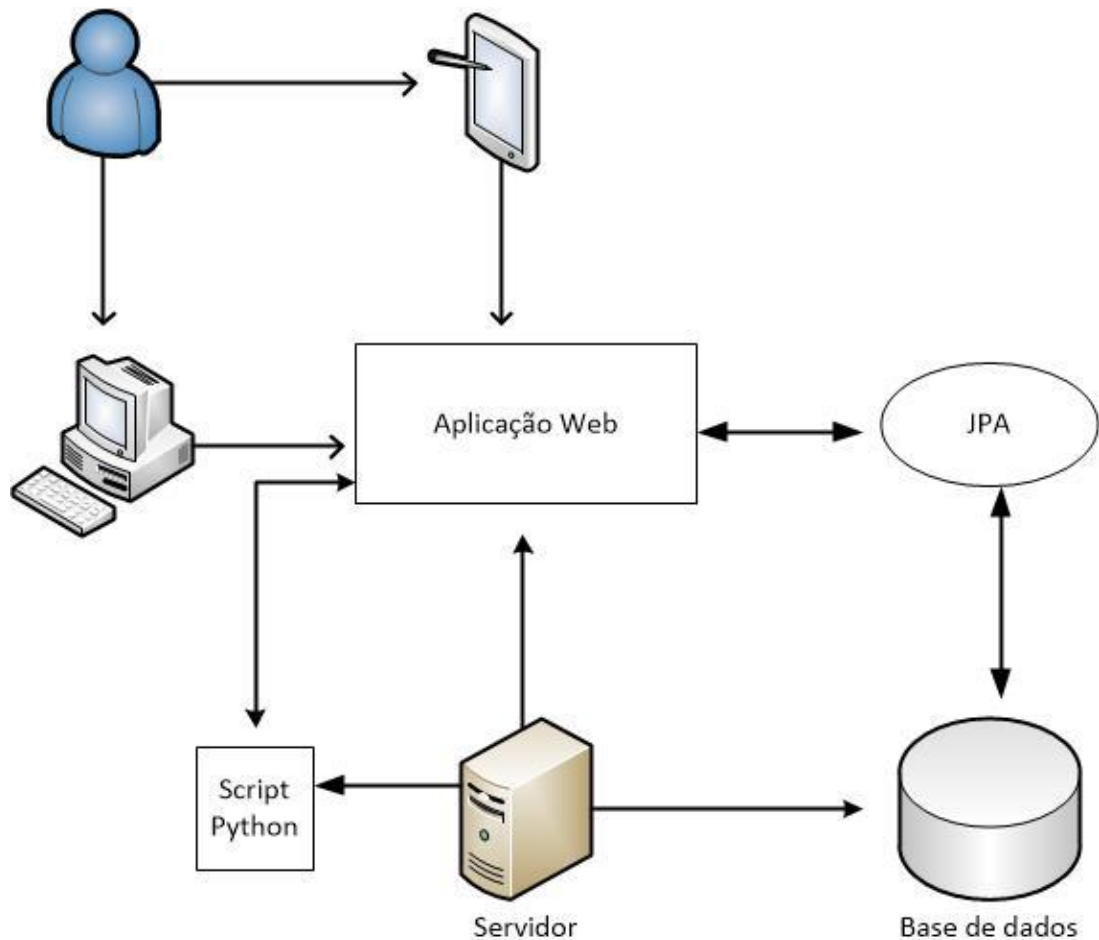 Aplicação Web
JPA
Script
Python
Servidor
Base de dados